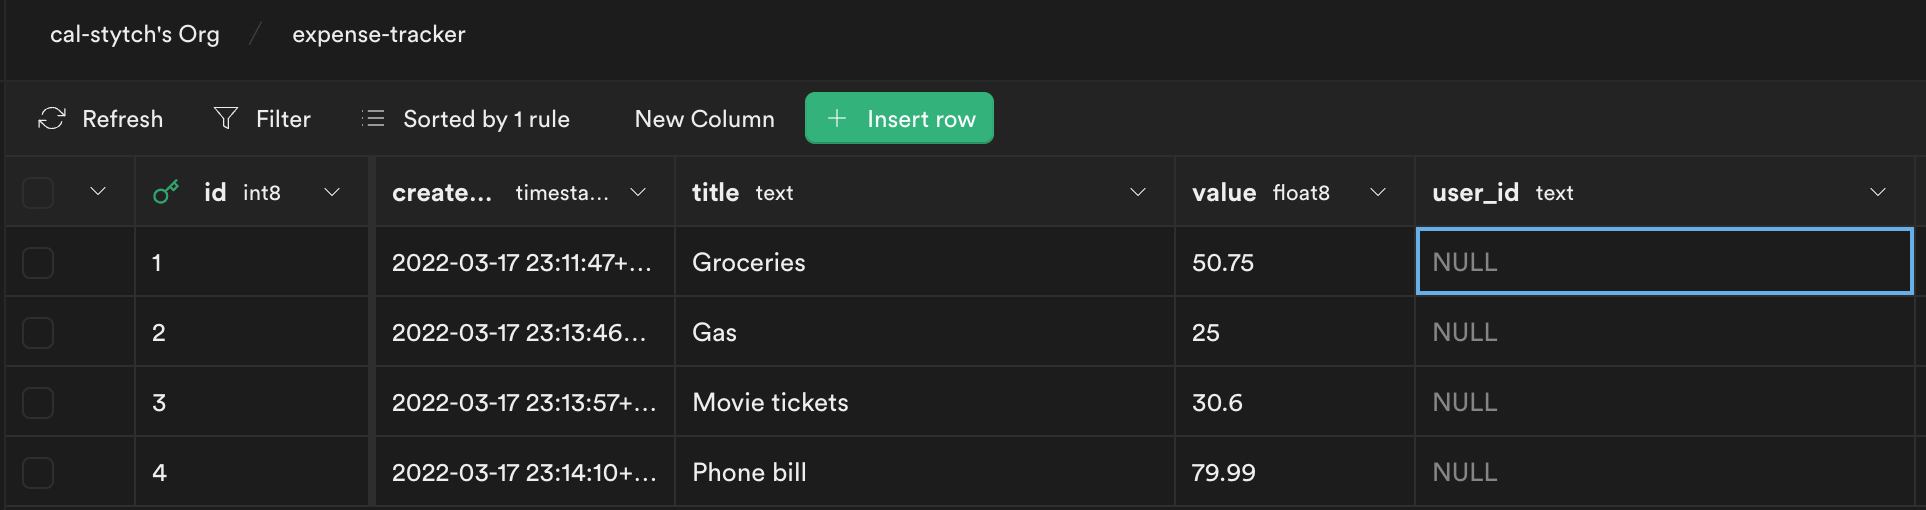 cal-stytch's Org / expense-tracker
Refresh Filter Sorted by 1 rule New Column + Insert row
id int8 create... timesta... title text value float8 user_id text
1 2022-03-17 23:11:47+... Groceries 50.75 NULL
2 2022-03-17 23:13:46... Gas 25 NULL
3 2022-03-17 23:13:57+... Movie tickets 30.6 NULL
4 2022-03-17 23:14:10+... Phone bill 79.99 NULL